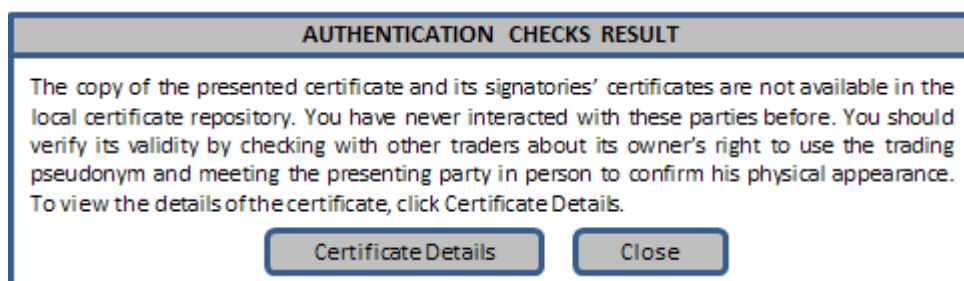 AUTHENTICATION CHECKS RESULT
The copy of the presented certificate and its signatories’ certificates are not available in the
local certificate repository. You have never interacted with these parties before. You should
verify its validity by checking with other traders about its owner’s right to use the trading
pseudonym and meeting the presenting party in person to confirm his physical appearance.
To view the details of the certificate, click Certificate Details.
Certificate Details Close